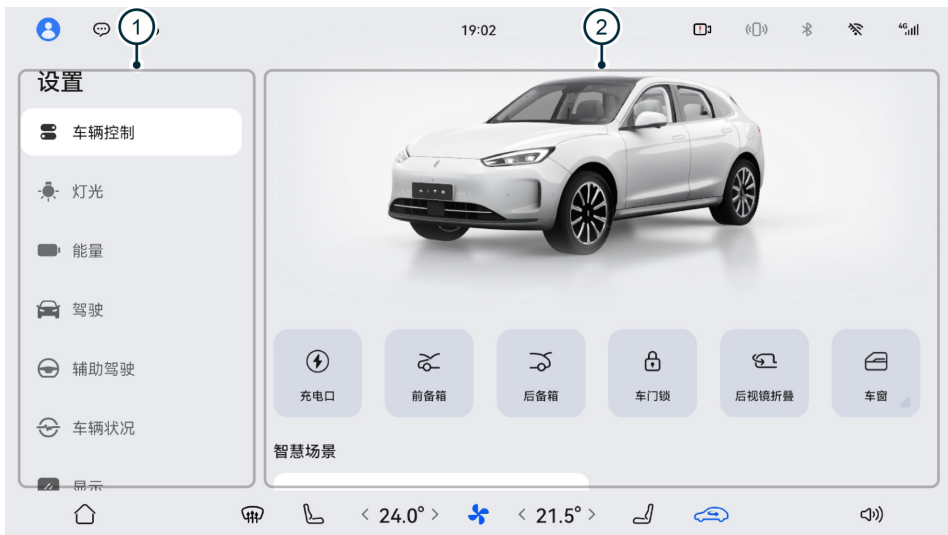 1
2
19:02
4G
设置
车辆控制
灯光
能量
驾驶
辅助驾驶
车辆状况
显示
充电口
前备箱
后备箱
车门锁
后视镜折叠
车窗
智慧场景
< 24.0° >
< 21.5° >